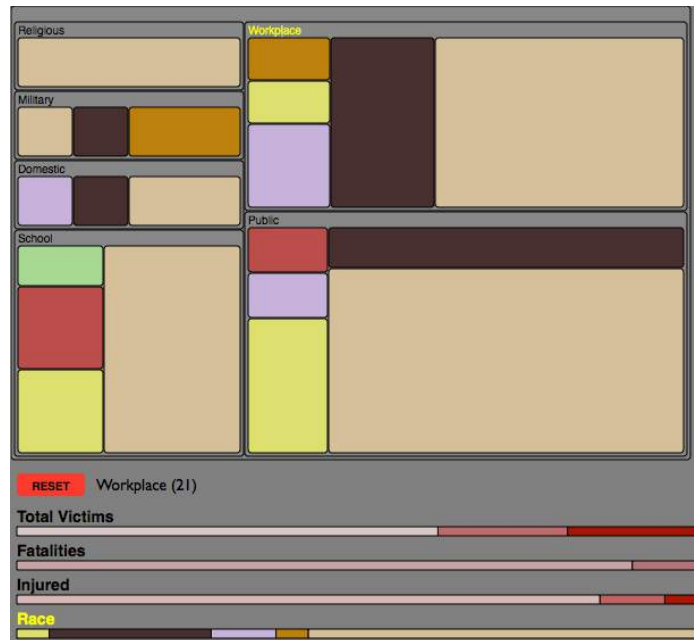 Religious
Workplace
Military
Domestic
School
Public
RESET Workplace (21)
Total Victims
Fatalities
Injured
Race